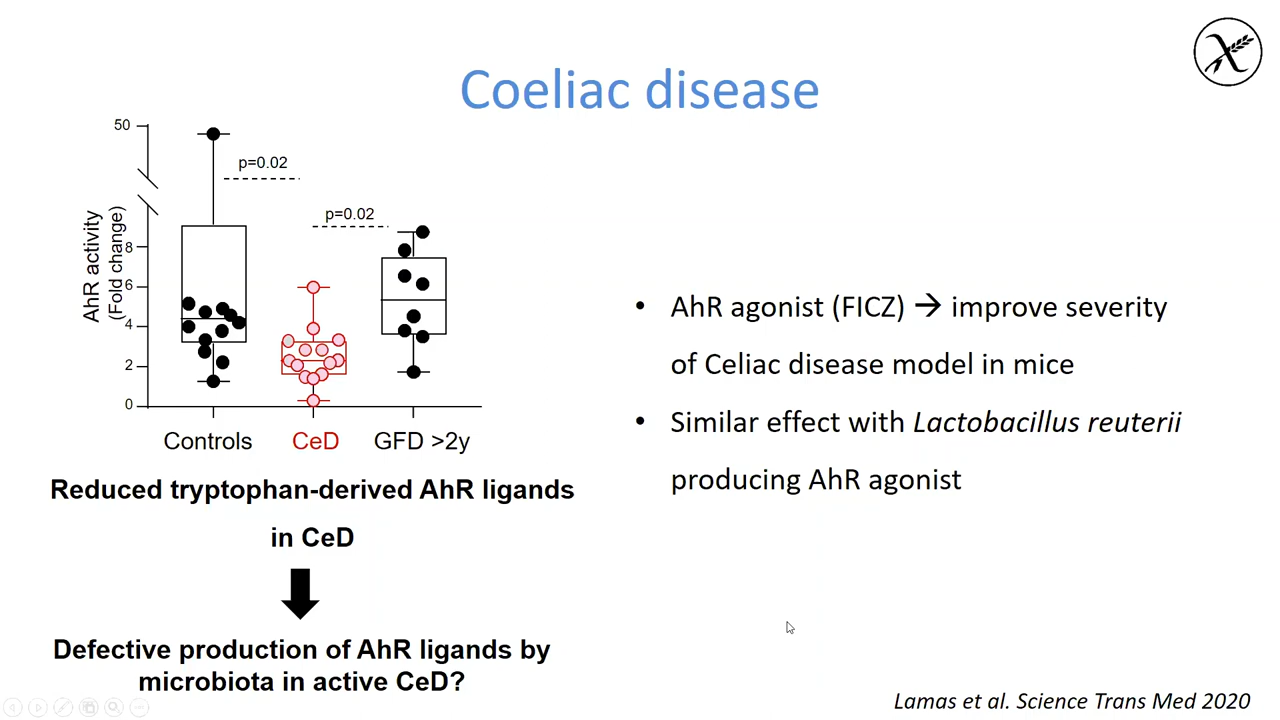 Coeliac disease
50
p=0.02
p=0.02
AhR activity
(Fold change)
8
6
4
2
0
Controls
CeD
GFD >2y
Reduced tryptophan-derived AhR ligands
in CeD
Defective production of AhR ligands by
microbiota in active CeD?
• AhR agonist (FICZ) → improve severity
of Celiac disease model in mice
• Similar effect with Lactobacillus reuterii
producing AhR agonist
Lamas et al. Science Trans Med 2020